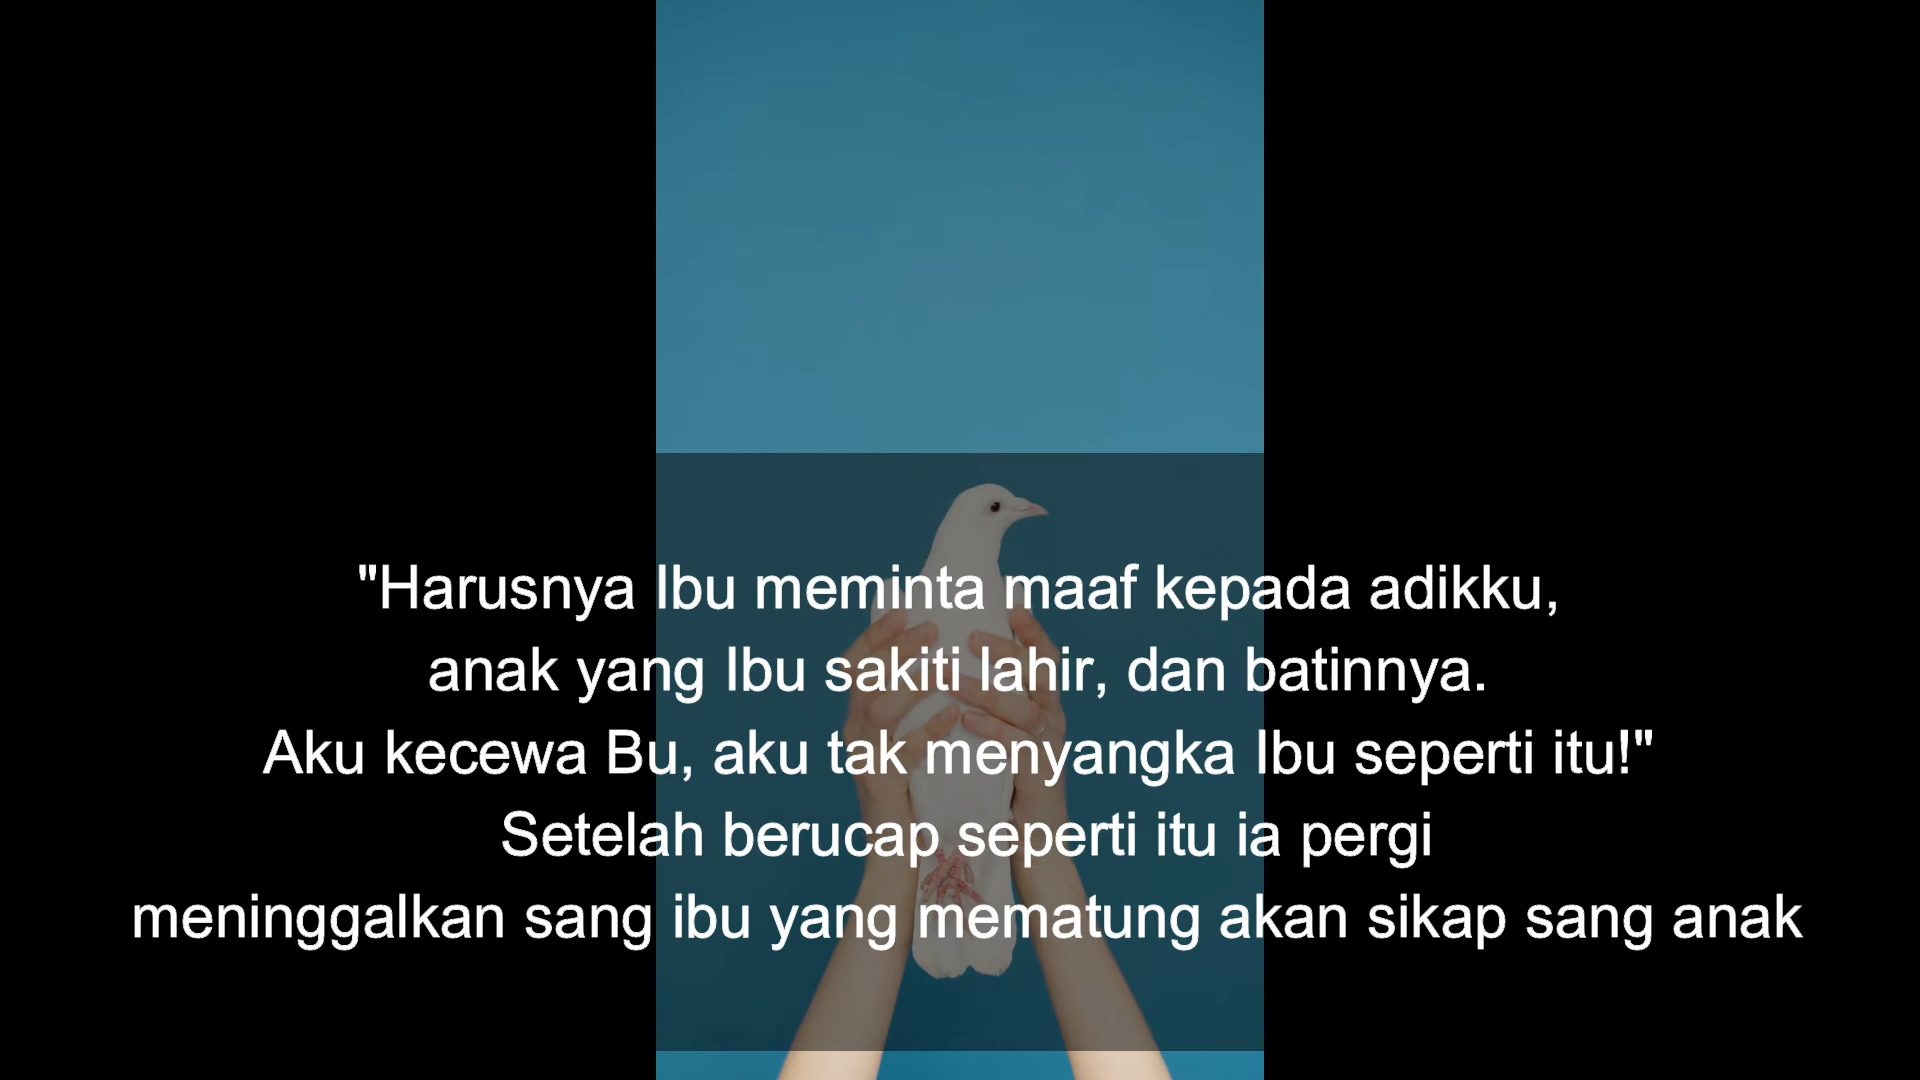 "Harusnya Ibu meminta maaf kepada adikku,
anak yang Ibu sakiti lahir, dan batinnya.
Aku kecewa Bu, aku tak menyangka Ibu seperti itu!"
Setelah berucap seperti itu ia pergi
meninggalkan sang ibu yang mematung akan sikap sang anak